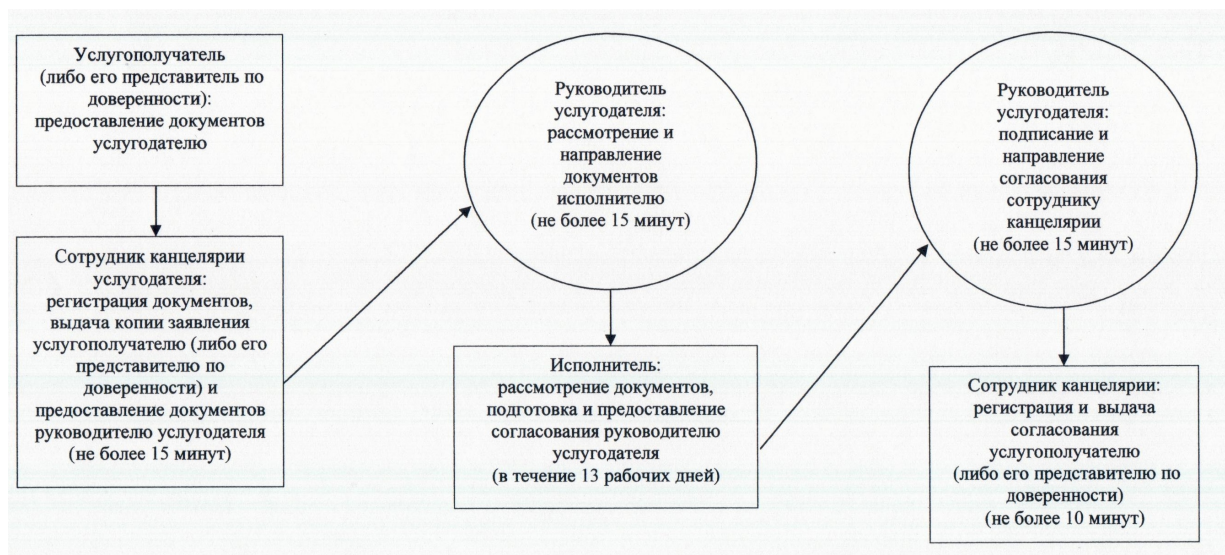 Услугополучатель
(либо его представитель по
доверенности):
предоставление документов
услугодателю
Сотрудник канцелярии
услугодателя:
регистрация документов,
выдача копии заявления
услугополучателю (либо его
представителю по
доверенности) и
предоставление документов
руководителю услугодателя
(не более 15 минут)
Руководитель
услугодателя:
рассмотрение и
направление
документов
исполнителю
(не более 15 минут)
Исполнитель:
рассмотрение документов,
подготовка и предоставление
согласования руководителю
услугодателя
(в течение 13 рабочих дней)
Руководитель
услугодателя:
подписание и
направление
согласования
сотруднику
канцелярии
(не более 15 минут)
Сотрудник канцелярии:
регистрация и выдача
согласования
услугополучателю
(либо его представителю по
доверенности)
(не более 10 минут)